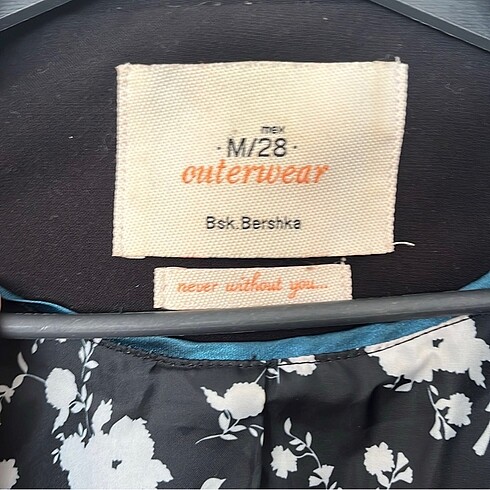 mex
·M/28·
outerwear
Bsk.Bershka
never without you...